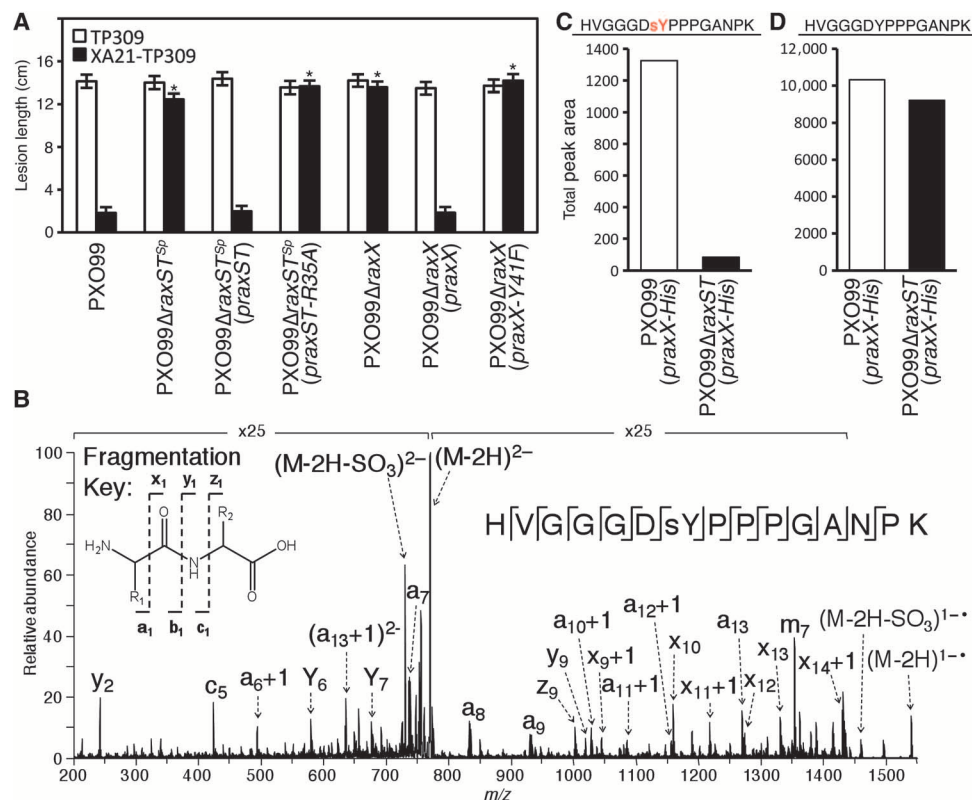 A
TP309
XA21-TP309
Lesion length (cm)
16
12
8
4
0
*
*
*
*
PXO99
PXO99ΔraxST^Sp
PXO99ΔraxST^Sp
(praxST)
PXO99ΔraxST^Sp
(praxST-R35A)
PXO99ΔraxX
PXO99ΔraxX
(praxX)
PXO99ΔraxX
(praxX-Y41F)
C
HVGGGDsYPPPGANPK
Total peak area
1400
1200
1000
800
600
400
200
0
PXO99
(praxX-His)
PXO99ΔraxST
(praxX-His)
D
HVGGGDYPPPGANPK
12,000
10,000
8000
6000
4000
2000
0
PXO99
(praxX-His)
PXO99ΔraxST
(praxX-His)
B
x25
x25
Relative abundance
100
80
60
40
20
0
Fragmentation
Key:
x1 y1 z1
O
R2
H2N
N
H
OH
R1
O
a1 b1 c1
(M-2H-SO3)2−
(M-2H)2−
HVGGGDsYPPPGANPK
y2
c5
a6+1
Y6
(a13+1)2-
Y7
a7
a8
a9
z9
y9
a10+1
x9+1
a11+1
a12+1
x10
x11+1
a13
x12
x13
m7
x14+1
(M-2H-SO3)1−•
(M-2H)1−•
200 300 400 500 600 700 800 900 1000 1100 1200 1300 1400 1500
m/z